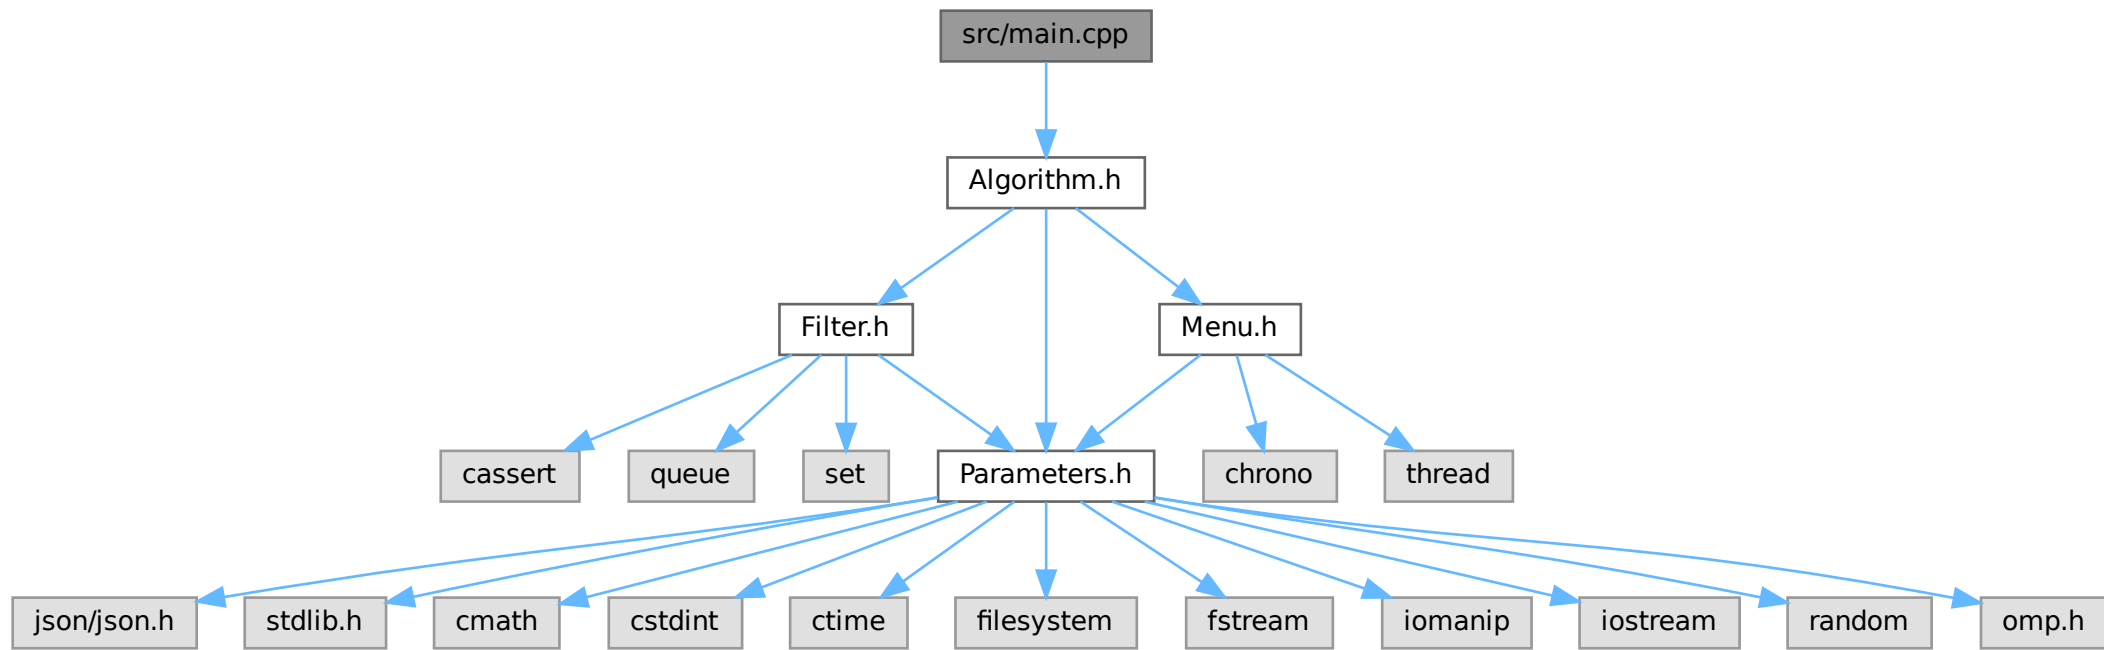 src/main.cpp
Algorithm.h
Filter.h
Menu.h
cassert
queue
set
Parameters.h
chrono
thread
json/json.h
stdlib.h
cmath
cstdint
ctime
filesystem
fstream
iomanip
iostream
random
omp.h